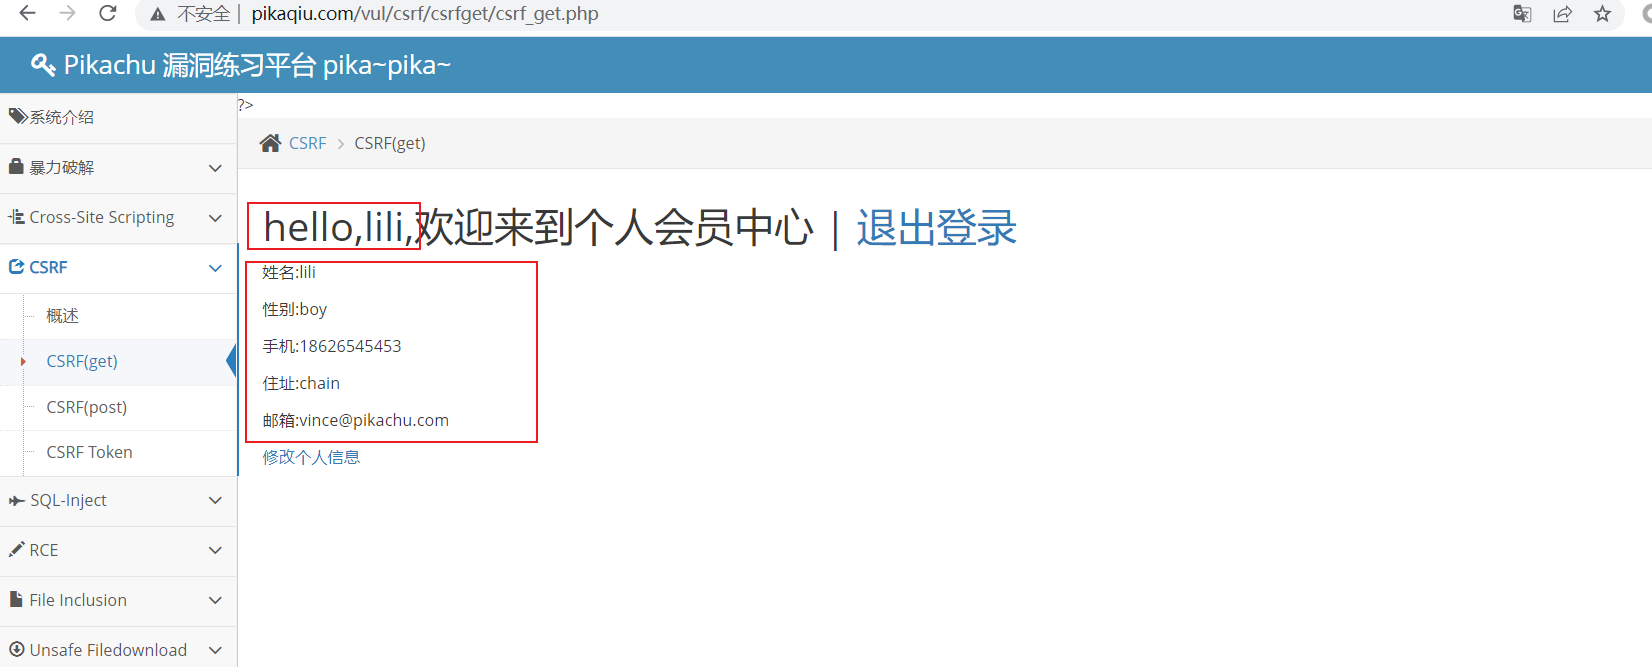 不安全 | pikaqiu.com/vul/csrf/csrfget/csrf_get.php
Pikachu 漏洞练习平台 pika~pika~
系统介绍
暴力破解
Cross-Site Scripting
CSRF
概述
CSRF(get)
CSRF(post)
CSRF Token
SQL-Inject
RCE
File Inclusion
Unsafe Filedownload
?>
CSRF > CSRF(get)
hello,lili,欢迎来到个人会员中心 | 退出登录
姓名:lili
性别:boy
手机:18626545453
住址:chain
邮箱:vince@pikachu.com
修改个人信息